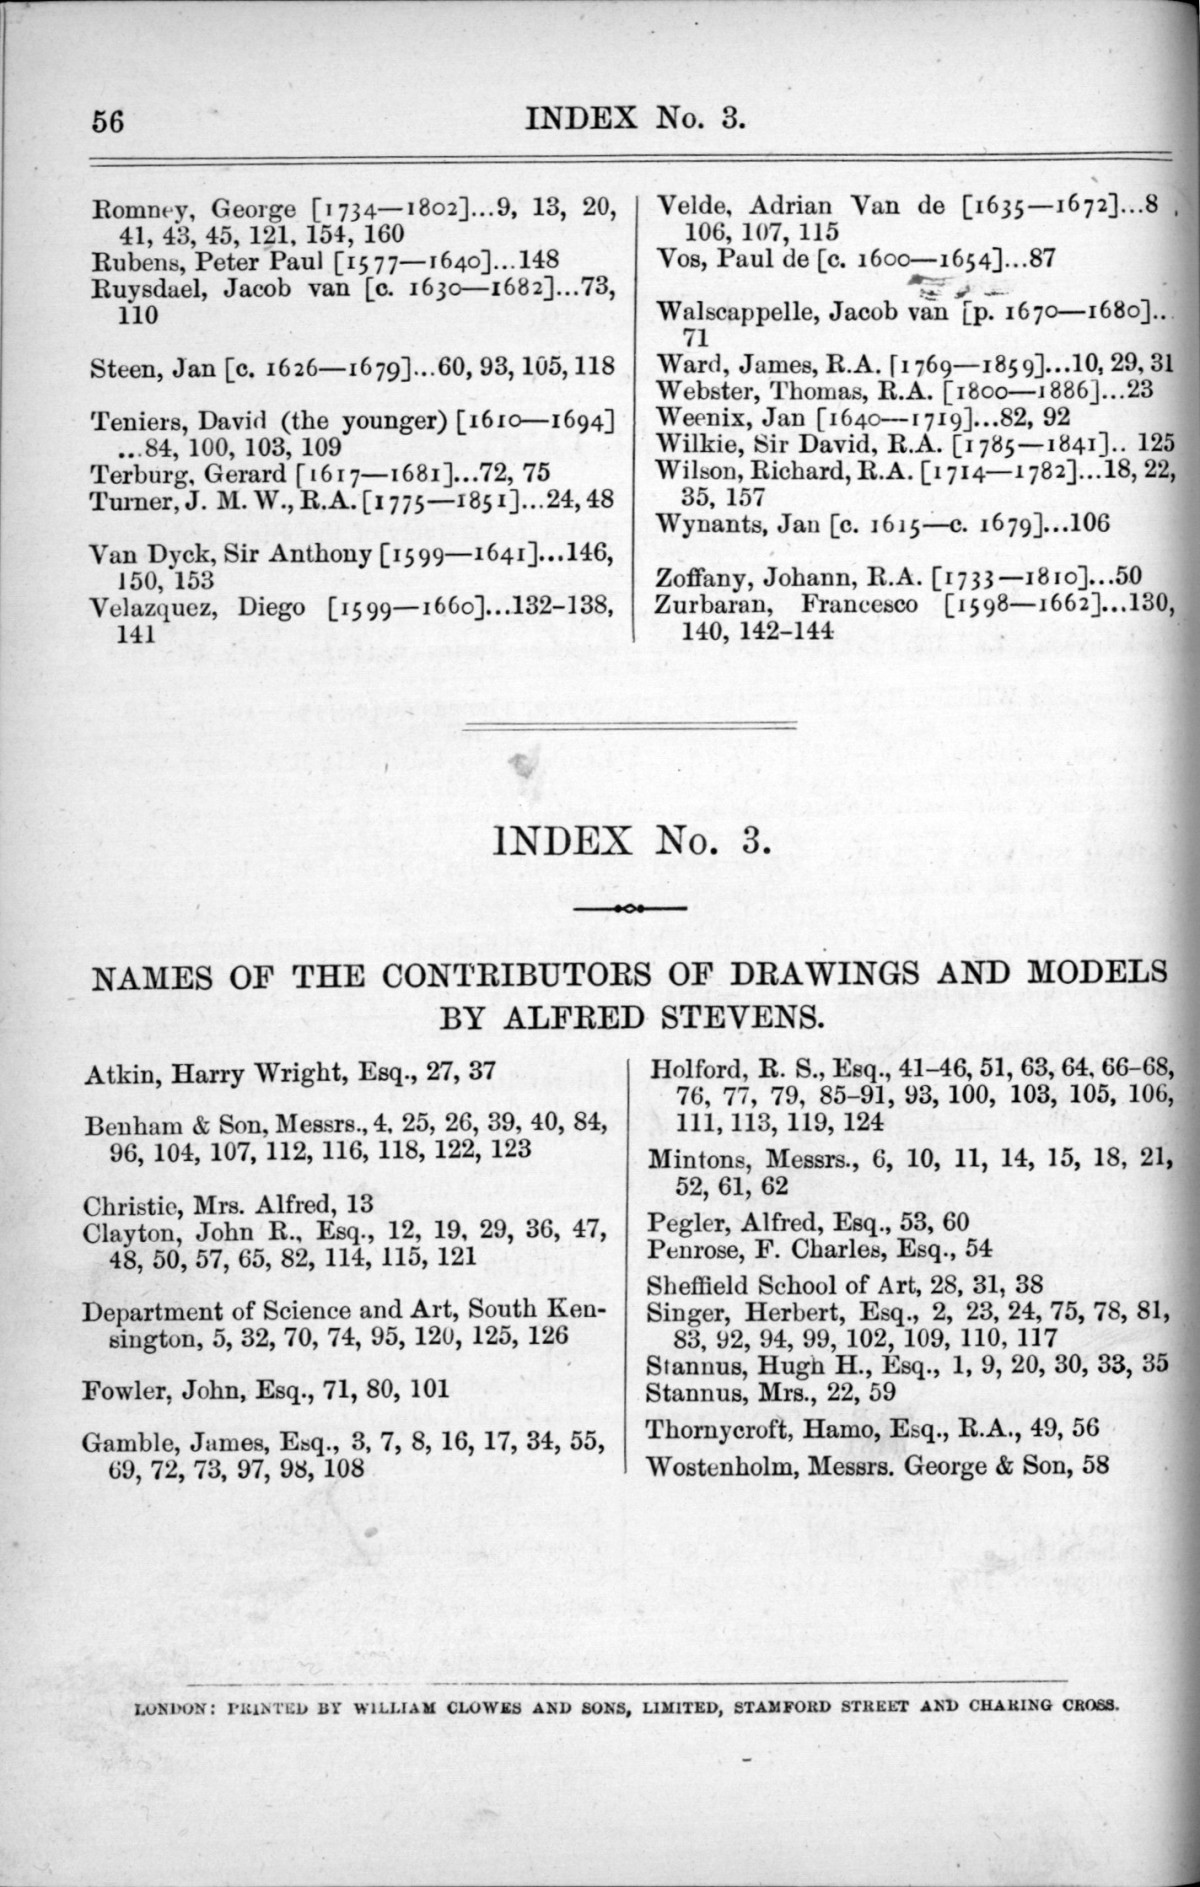 56
INDEX No. 3.
Romney, George [1734—1802]...9, 13, 20,
41, 43, 45, 121, 154, 160
Rubens, Peter Paul [1577—1640]...148
Ruysdael, Jacob van [c. 1630—1682]...73,
110
Steen, Jan [c. 1626—1679]...60, 93, 105, 118
Teniers, David (the younger) [1610—1694]
...84, 100, 103, 109
Terburg, Gerard [1617—1681]...72, 75
Turner, J. M. W., R.A. [1775—1851]...24, 48
Van Dyck, Sir Anthony [1599—1641]...146,
150, 153
Velazquez, Diego [1599—1660]...132-138,
141
Velde, Adrian Van de [1635—1672]...8,
106, 107, 115
Vos, Paul de [c. 1600—1654]...87
Walscappelle, Jacob van [p. 1670—1680]...
71
Ward, James, R.A. [1769—1859]...10, 29, 31
Webster, Thomas, R.A. [1800—1886]...23
Weenix, Jan [1640—1719]...82, 92
Wilkie, Sir David, R.A. [1785—1841].. 125
Wilson, Richard, R.A. [1714—1782]...18, 22,
35, 157
Wynants, Jan [c. 1615—c. 1679]...106
Zoffany, Johann, R.A. [1733—1810]...50
Zurbaran, Francesco [1598—1662]...130,
140, 142-144
INDEX No. 3.
NAMES OF THE CONTRIBUTORS OF DRAWINGS AND MODELS
BY ALFRED STEVENS.
Atkin, Harry Wright, Esq., 27, 37
Benham & Son, Messrs., 4, 25, 26, 39, 40, 84,
96, 104, 107, 112, 116, 118, 122, 123
Christie, Mrs. Alfred, 13
Clayton, John R., Esq., 12, 19, 29, 36, 47,
48, 50, 57, 65, 82, 114, 115, 121
Department of Science and Art, South Ken-
sington, 5, 32, 70, 74, 95, 120, 125, 126
Fowler, John, Esq., 71, 80, 101
Gamble, James, Esq., 3, 7, 8, 16, 17, 34, 55,
69, 72, 73, 97, 98, 108
Holford, R. S., Esq., 41-46, 51, 63, 64, 66-68,
76, 77, 79, 85-91, 93, 100, 103, 105, 106,
111, 113, 119, 124
Mintons, Messrs., 6, 10, 11, 14, 15, 18, 21,
52, 61, 62
Pegler, Alfred, Esq., 53, 60
Penrose, F. Charles, Esq., 54
Sheffield School of Art, 28, 31, 38
Singer, Herbert, Esq., 2, 23, 24, 75, 78, 81,
83, 92, 94, 99, 102, 109, 110, 117
Stannus, Hugh H., Esq., 1, 9, 20, 30, 33, 35
Stannus, Mrs., 22, 59
Thornycroft, Hamo, Esq., R.A., 49, 56
Wostenholm, Messrs. George & Son, 58
LONDON: PRINTED BY WILLIAM CLOWES AND SONS, LIMITED, STAMFORD STREET AND CHARING CROSS.